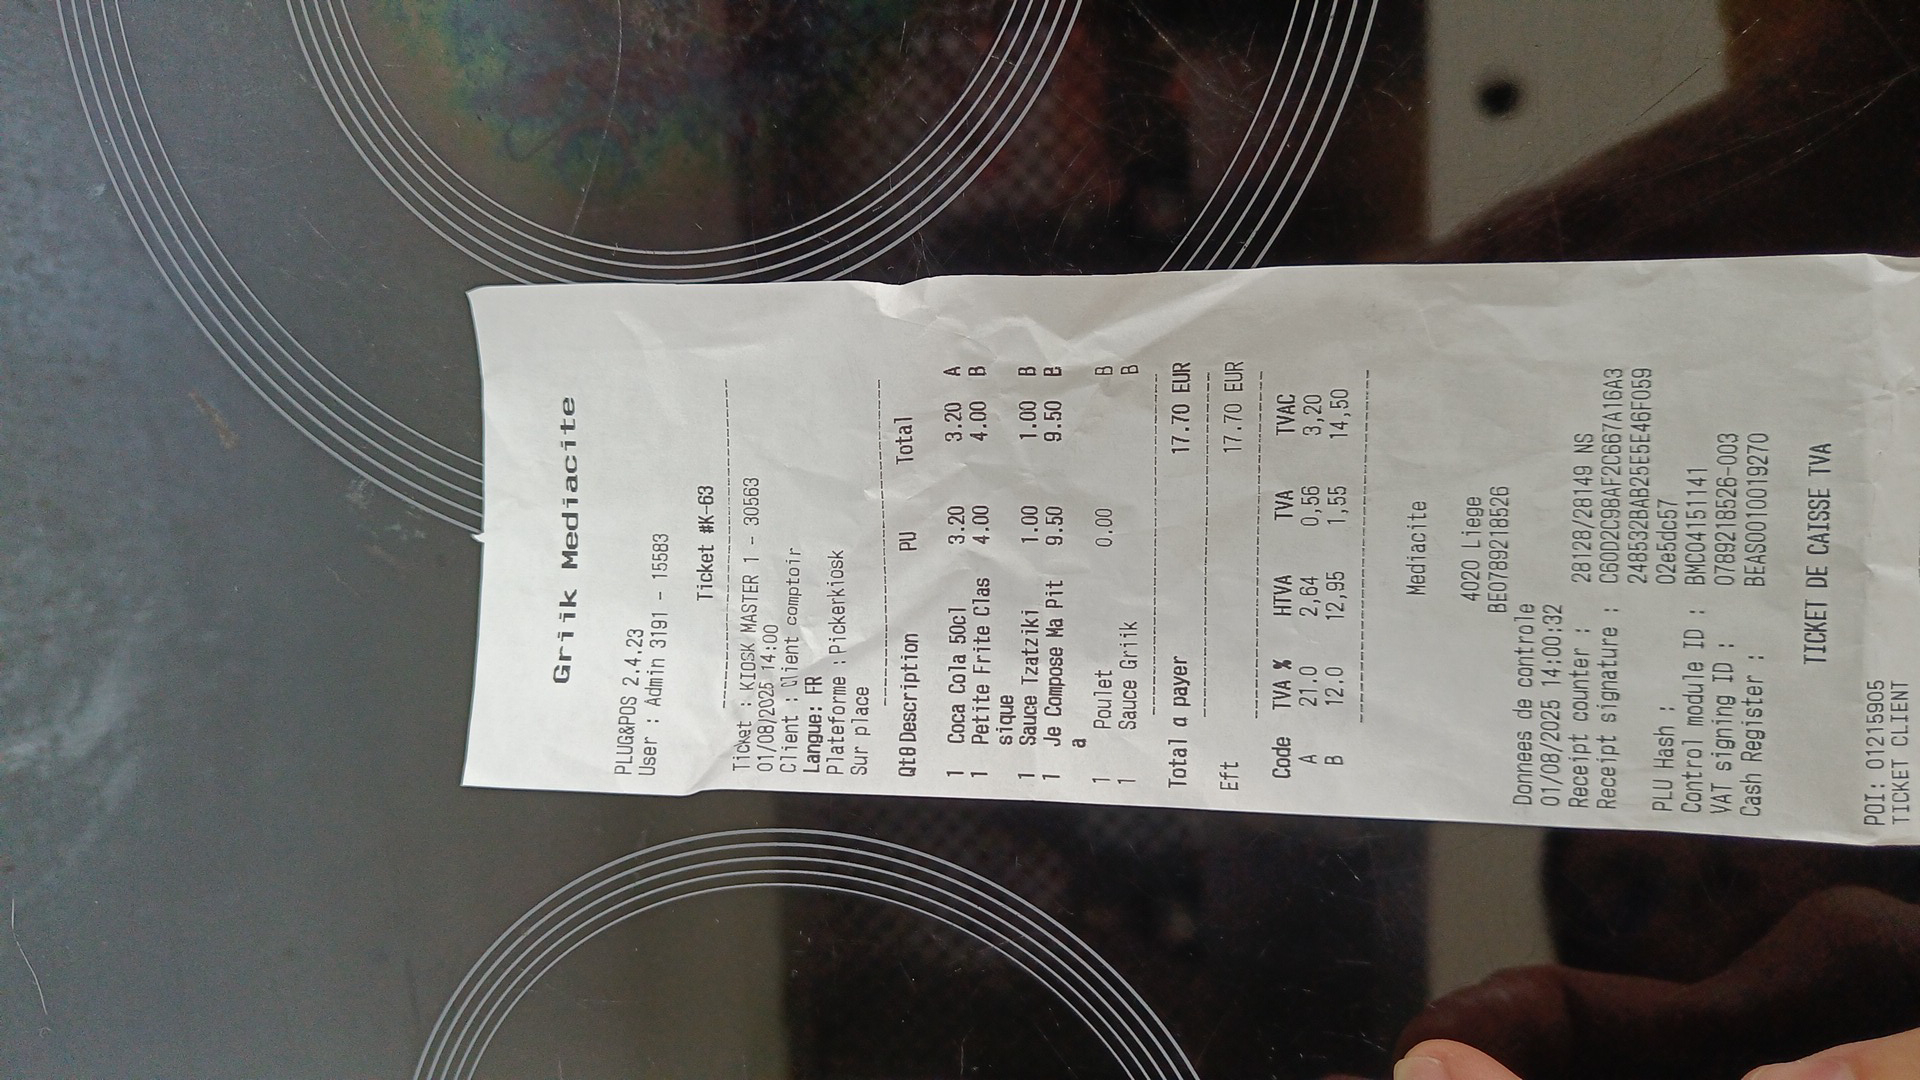 Griik Mediacite
PLUG&POS 2.4.23
User : Admin 3191 - 15583
Ticket #K-63
Ticket : KIOSK MASTER 1 - 30563
01/08/2025 14:00
Client : Client comptoir
Langue: FR
Plateforme : Pickerkiosk
Sur place
Qté Description PU Total
1 Coca Cola 50cl 3.20 3.20 A
1 Petite Frite Clas 4.00 4.00 B
sique
1 Sauce Tzatziki 1.00 1.00 B
1 Je Compose Ma Pit 9.50 9.50 B
a
1 Poulet 0.00 B
1 Sauce Griik B
Total a payer 17.70 EUR
Eft 17.70 EUR
Code TVA % HTVA TVA TVAC
A 21.0 2,64 0,56 3,20
B 12.0 12,95 1,55 14,50
Mediacite
4020 Liege
BE0789218526
Donnees de controle
01/08/2025 14:00:32
Receipt counter : 28128/28149 NS
Receipt signature : C60D2C98AF2C667A16A3
248532BAB25E5E46F059
PLU Hash : 02e5dc57
Control module ID : BMC04151141
VAT signing ID : 0789218526-003
Cash Register : BEAS0010019270
TICKET DE CAISSE TVA
POI: 01215905
TICKET CLIENT